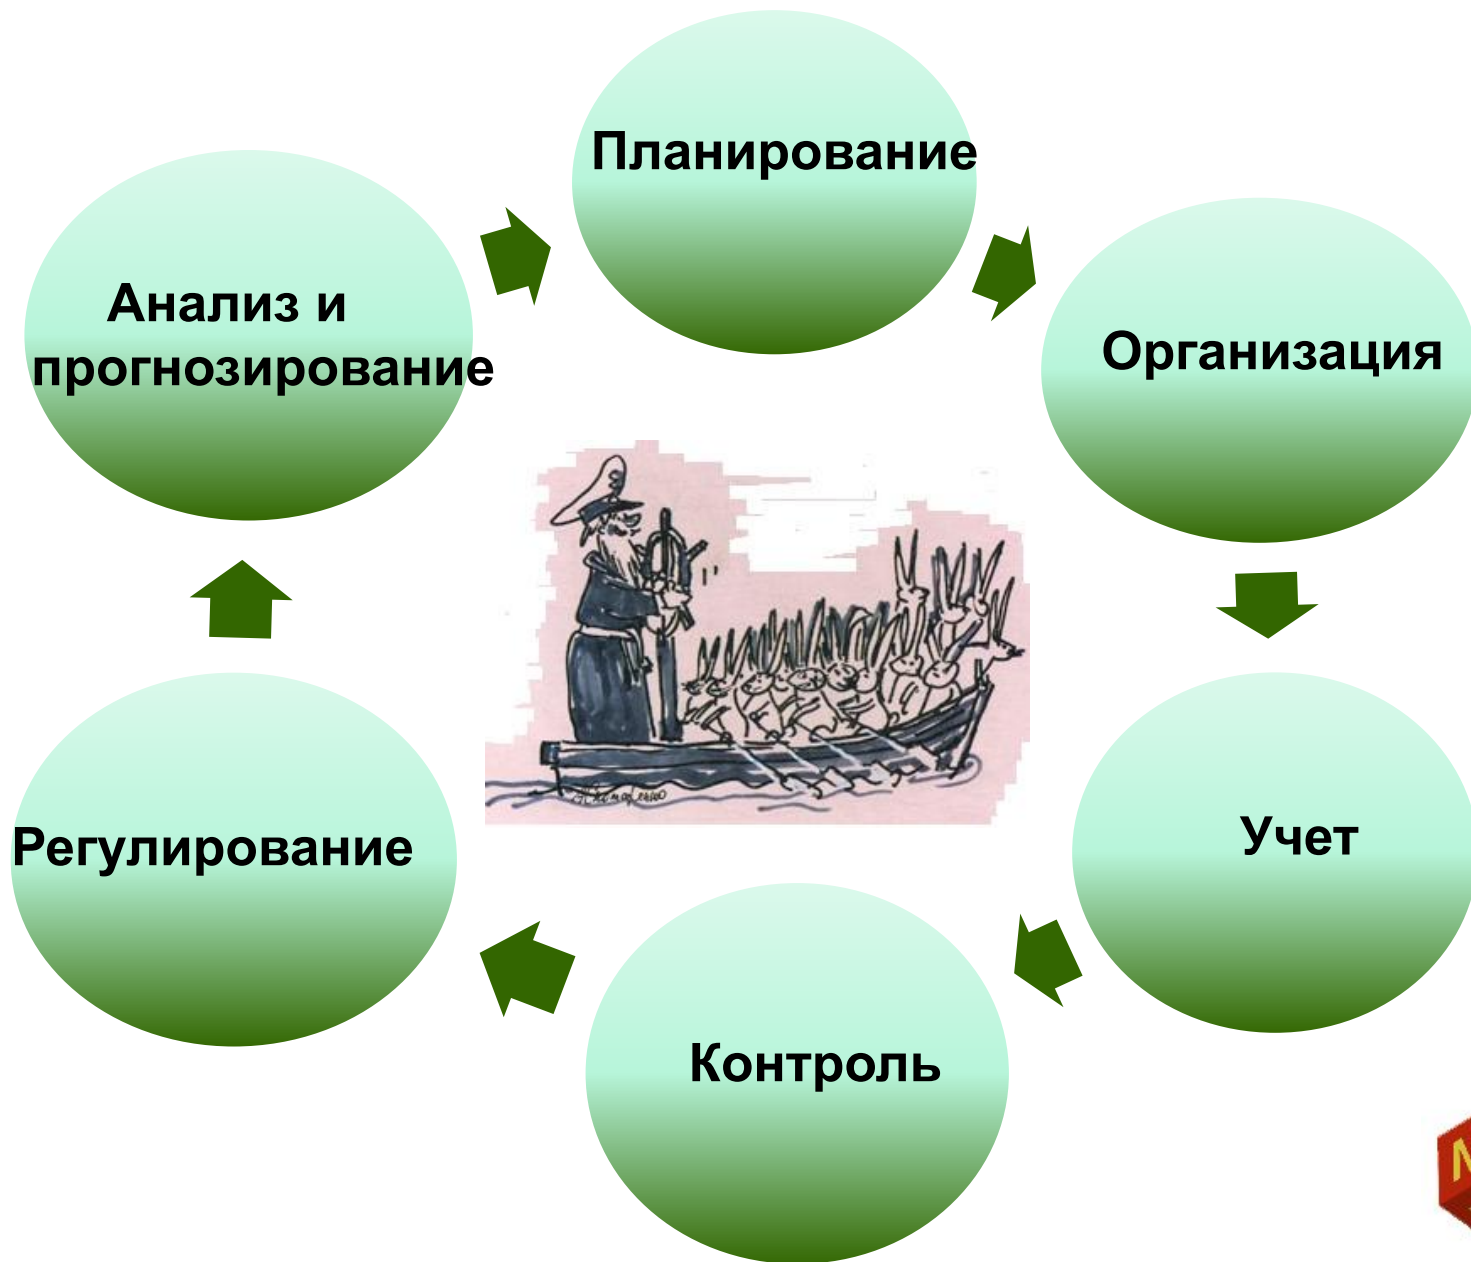 Планирование
Анализ и
прогнозирование
Организация
Регулирование
Учет
Контроль